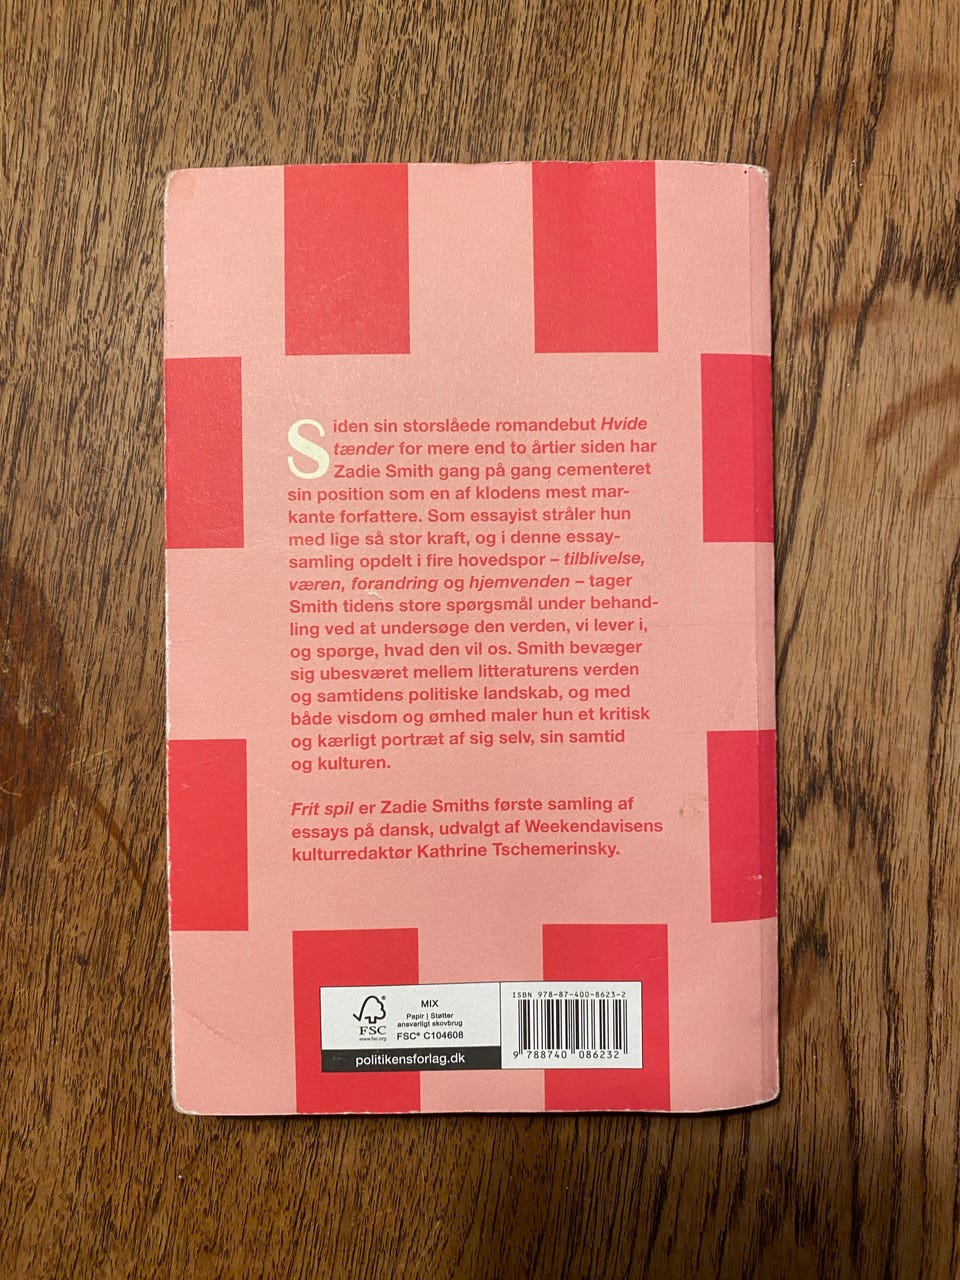 Siden sin storslåede romandebut Hvide
tænder for mere end to årtier siden har
Zadie Smith gang på gang cementeret
sin position som en af klodens mest mar-
kante forfattere. Som essayist stråler hun
med lige så stor kraft, og i denne essay-
samling opdelt i fire hovedspor – tilblivelse,
væren, forandring og hjemvenden – tager
Smith tidens store spørgsmål under behand-
ling ved at undersøge den verden, vi lever i,
og spørge, hvad den vil os. Smith bevæger
sig ubesværet mellem litteraturens verden
og samtidens politiske landskab, og med
både visdom og ømhed maler hun et kritisk
og kærligt portræt af sig selv, sin samtid
og kulturen.
Frit spil er Zadie Smiths første samling af
essays på dansk, udvalgt af Weekendavisens
kulturredaktør Kathrine Tschemerinsky.
FSC®
www.fsc.org
MIX
Papir | Støtter
ansvarligt skovbrug
FSC® C104608
politikensforlag.dk
ISBN 978-87-400-8623-2
9 788740 086232